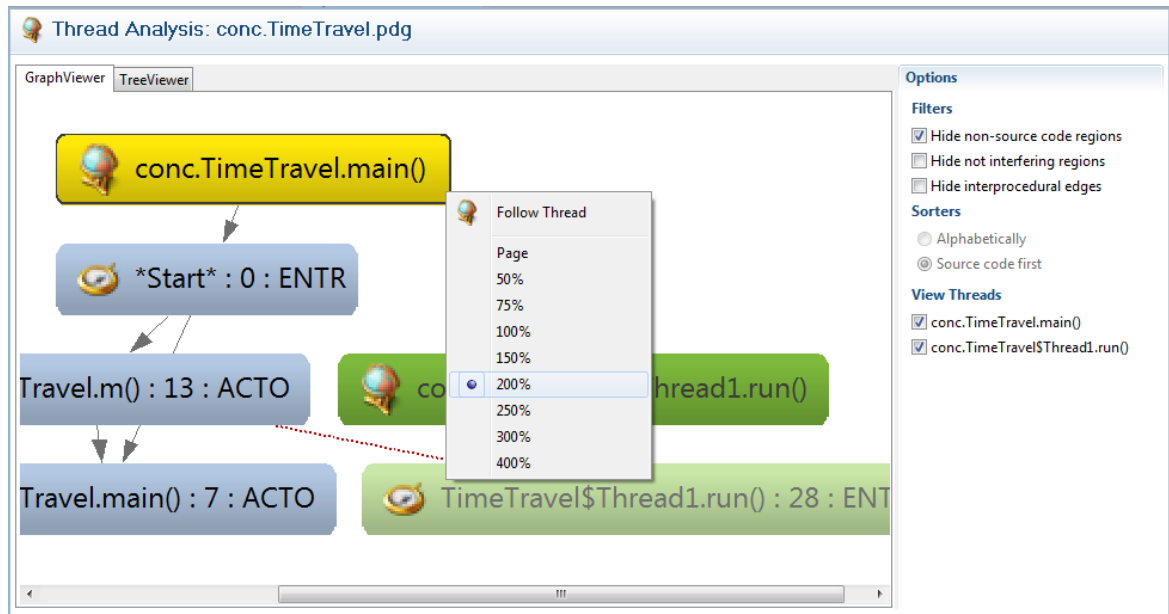 Thread Analysis: conc.TimeTravel.pdg
GraphViewer
TreeViewer
conc.TimeTravel.main()
*Start* : 0 : ENTR
Travel.m() : 13 : ACTO
co
hread1.run()
Travel.main() : 7 : ACTO
TimeTravel$Thread1.run() : 28 : ENT
Follow Thread
Page
50%
75%
100%
150%
200%
250%
300%
400%
Options
Filters
Hide non-source code regions
Hide not interfering regions
Hide interprocedural edges
Sorters
Alphabetically
Source code first
View Threads
conc.TimeTravel.main()
conc.TimeTravel$Thread1.run()